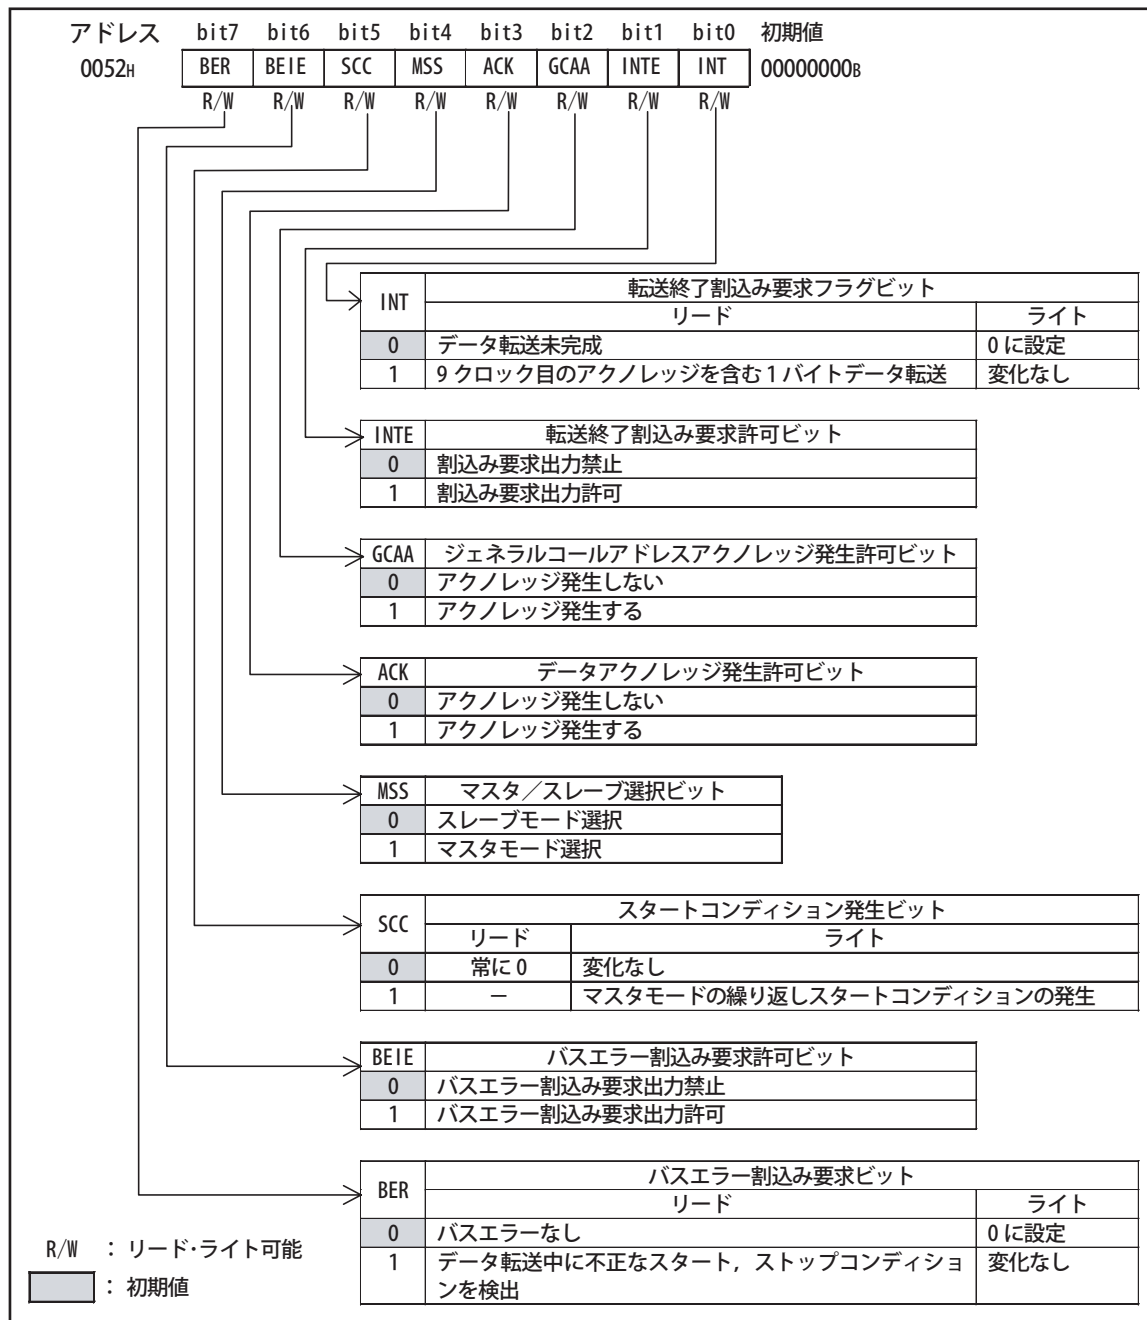 アドレス bit7 bit6 bit5 bit4 bit3 bit2 bit1 bit0 初期値
0052H BER BEIE SCC MSS ACK GCAA INTE INT 00000000B
R/W R/W R/W R/W R/W R/W R/W R/W
INT 転送終了割込み要求フラグビット
リード ライト
0 データ転送未完成 0に設定
1 9クロック目のアクノレッジを含む1バイトデータ転送 変化なし
INTE 転送終了割込み要求許可ビット
0 割込み要求出力禁止
1 割込み要求出力許可
GCAA ジェネラルコールアドレスアクノレッジ発生許可ビット
0 アクノレッジ発生しない
1 アクノレッジ発生する
ACK データアクノレッジ発生許可ビット
0 アクノレッジ発生しない
1 アクノレッジ発生する
MSS マスタ/スレーブ選択ビット
0 スレーブモード選択
1 マスタモード選択
SCC スタートコンディション発生ビット
リード ライト
0 常に0 変化なし
1 − マスタモードの繰り返しスタートコンディションの発生
BEIE バスエラー割込み要求許可ビット
0 バスエラー割込み要求出力禁止
1 バスエラー割込み要求出力許可
BER バスエラー割込み要求ビット
リード ライト
0 バスエラーなし 0に設定
1 データ転送中に不正なスタート，ストップコンディショ 変化なし
ンを検出
R/W : リード･ライト可能
: 初期値